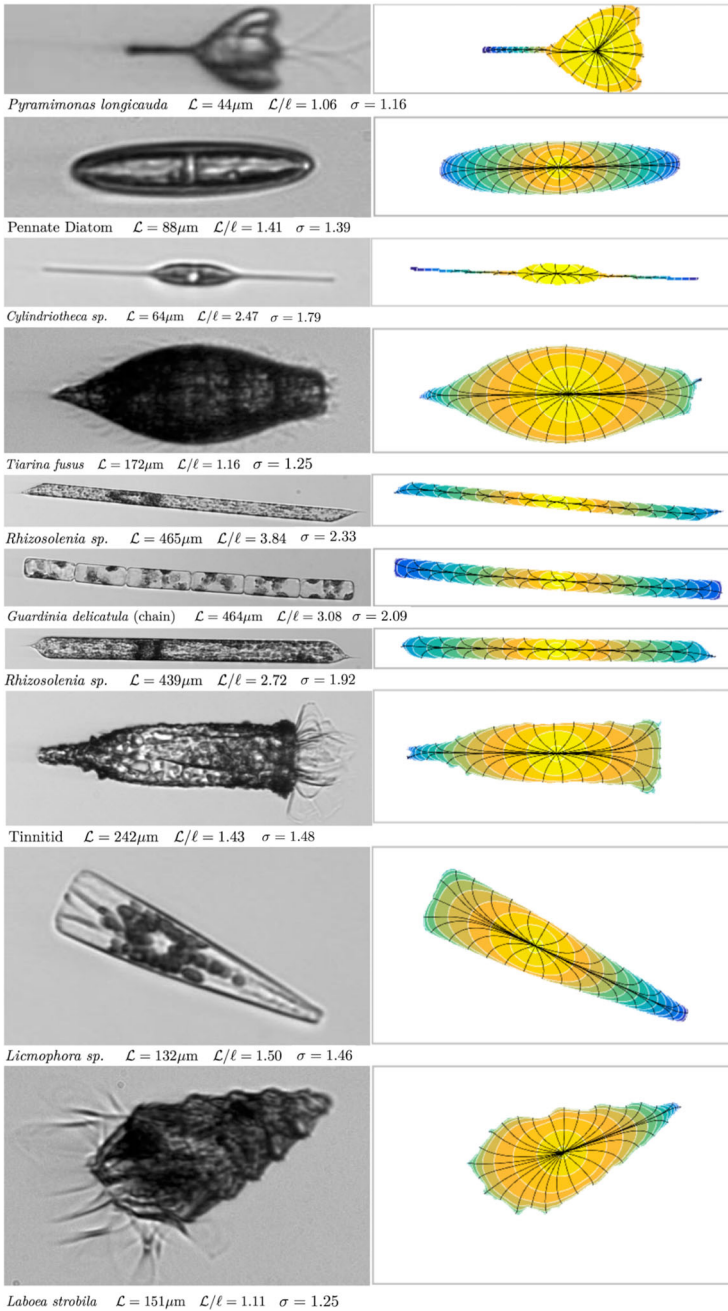 Pyramimonas longicauda ℒ = 44μm ℒ/ℓ = 1.06 σ = 1.16
Pennate Diatom ℒ = 88μm ℒ/ℓ = 1.41 σ = 1.39
Cylindriotheca sp. ℒ = 64μm ℒ/ℓ = 2.47 σ = 1.79
Tiarina fusus ℒ = 172μm ℒ/ℓ = 1.16 σ = 1.25
Rhizosolenia sp. ℒ = 465μm ℒ/ℓ = 3.84 σ = 2.33
Guardinia delicatula (chain) ℒ = 464μm ℒ/ℓ = 3.08 σ = 2.09
Rhizosolenia sp. ℒ = 439μm ℒ/ℓ = 2.72 σ = 1.92
Tinnitid ℒ = 242μm ℒ/ℓ = 1.43 σ = 1.48
Licmophora sp. ℒ = 132μm ℒ/ℓ = 1.50 σ = 1.46
Laboea strobila ℒ = 151μm ℒ/ℓ = 1.11 σ = 1.25